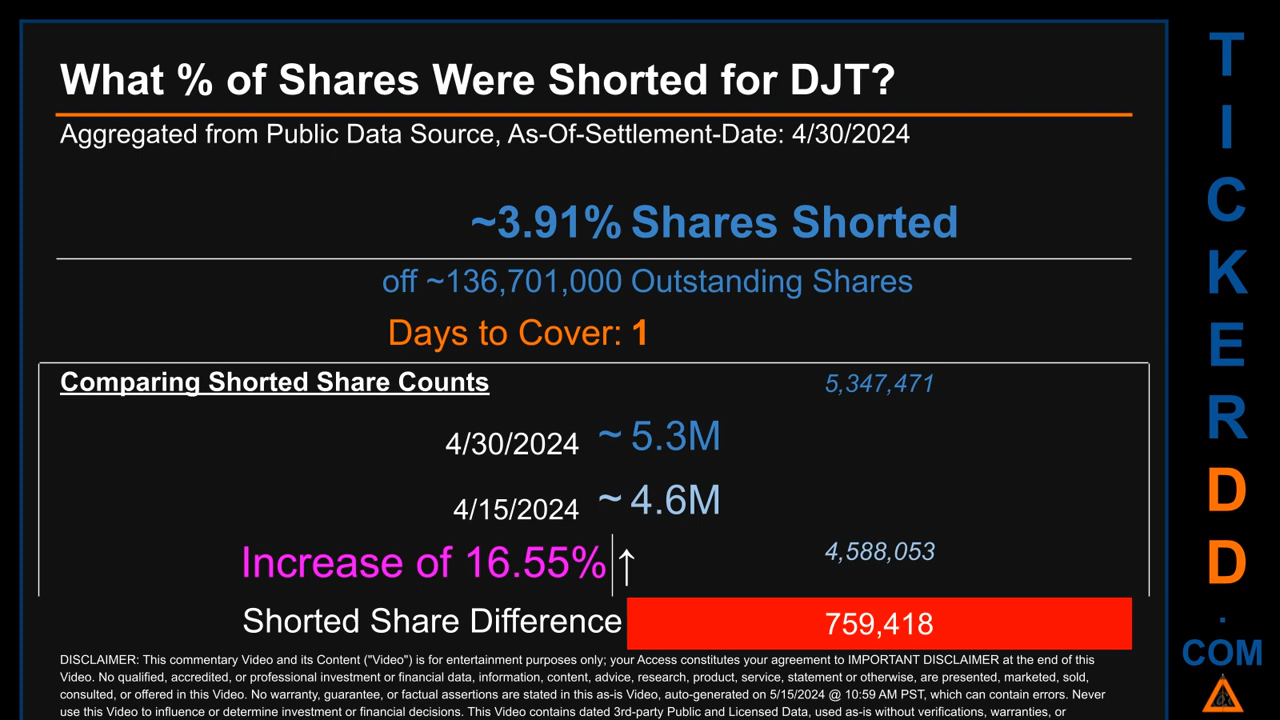 What % of Shares Were Shorted for DJT?
Aggregated from Public Data Source, As-Of-Settlement-Date: 4/30/2024
~3.91% Shares Shorted
off ~136,701,000 Outstanding Shares
Days to Cover: 1
Comparing Shorted Share Counts
5,347,471
4/30/2024 ~ 5.3M
4/15/2024 ~ 4.6M
Increase of 16.55% ↑
4,588,053
Shorted Share Difference 759,418
DISCLAIMER: This commentary Video and its Content ("Video") is for entertainment purposes only; your Access constitutes your agreement to IMPORTANT DISCLAIMER at the end of this
Video. No qualified, accredited, or professional investment or financial data, information, content, advice, research, product, service, statement or otherwise, are presented, marketed, sold,
consulted, or offered in this Video. No warranty, guarantee, or factual assertions are stated in this as-is Video, auto-generated on 5/15/2024 @ 10:59 AM PST, which can contain errors. Never
use this Video to influence or determine investment or financial decisions. This Video contains dated 3rd-party Public and Licensed Data, used as-is without verifications, warranties, or
T
I
C
K
E
R
D
D
.
COM